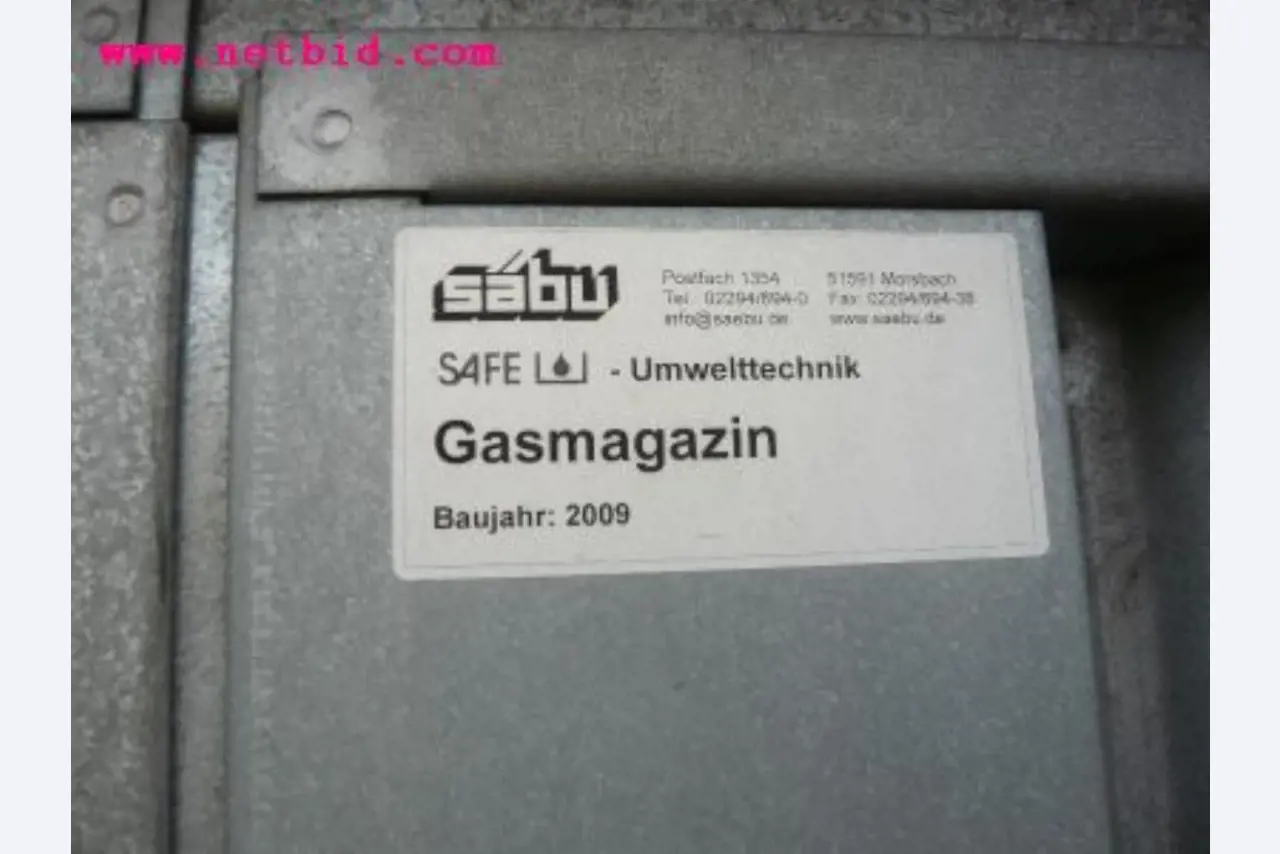 www.netbid.com
säbu
Postfach 1354 51591 Morsbach
Tel. 02294/694-0 Fax 02294/694-38
info@saebu.de www.saebu.de
SAFE - Umwelttechnik
Gasmagazin
Baujahr: 2009